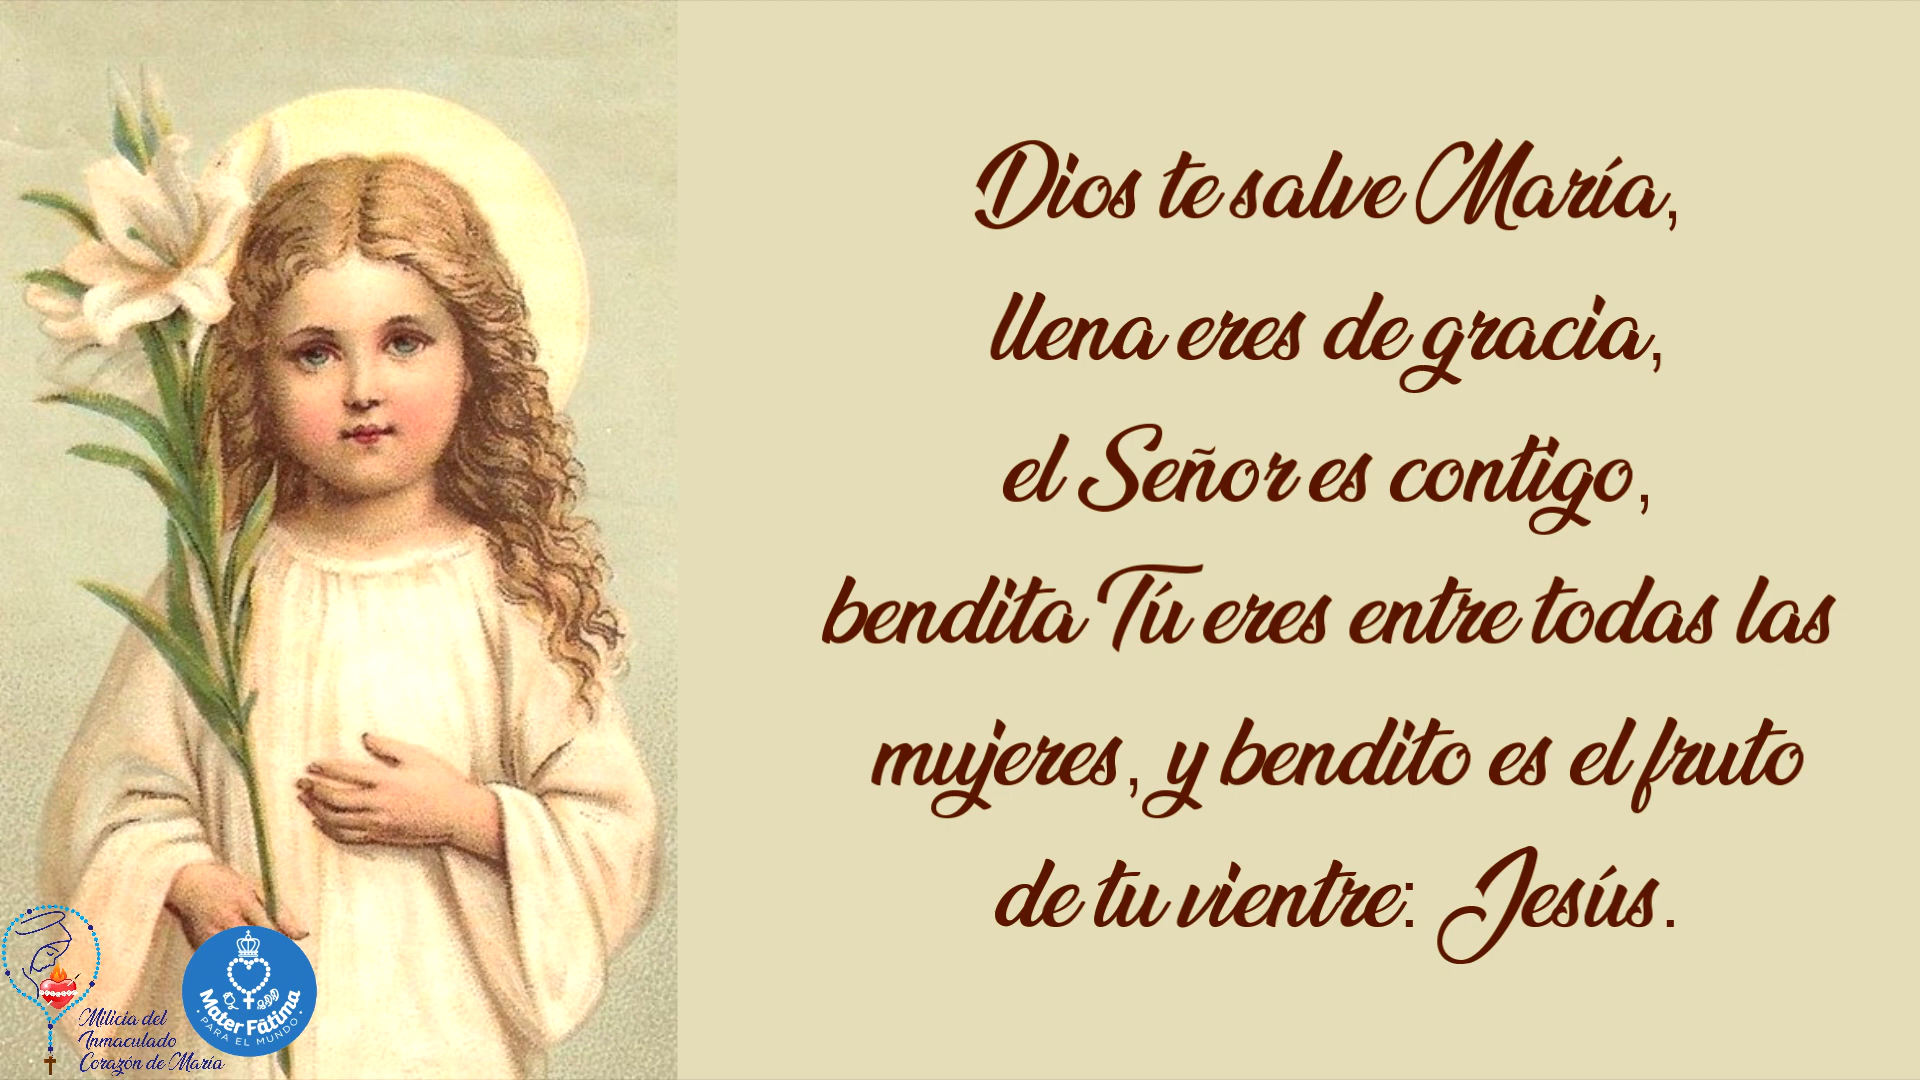 Dios te salve María,
llena eres de gracia,
el Señor es contigo,
bendita Tú eres entre todas las
mujeres, y bendito es el fruto
de tu vientre: Jesús.
Milicia del
Inmaculado
Corazón de María
Mater Fátima
· PARA EL MUNDO ·